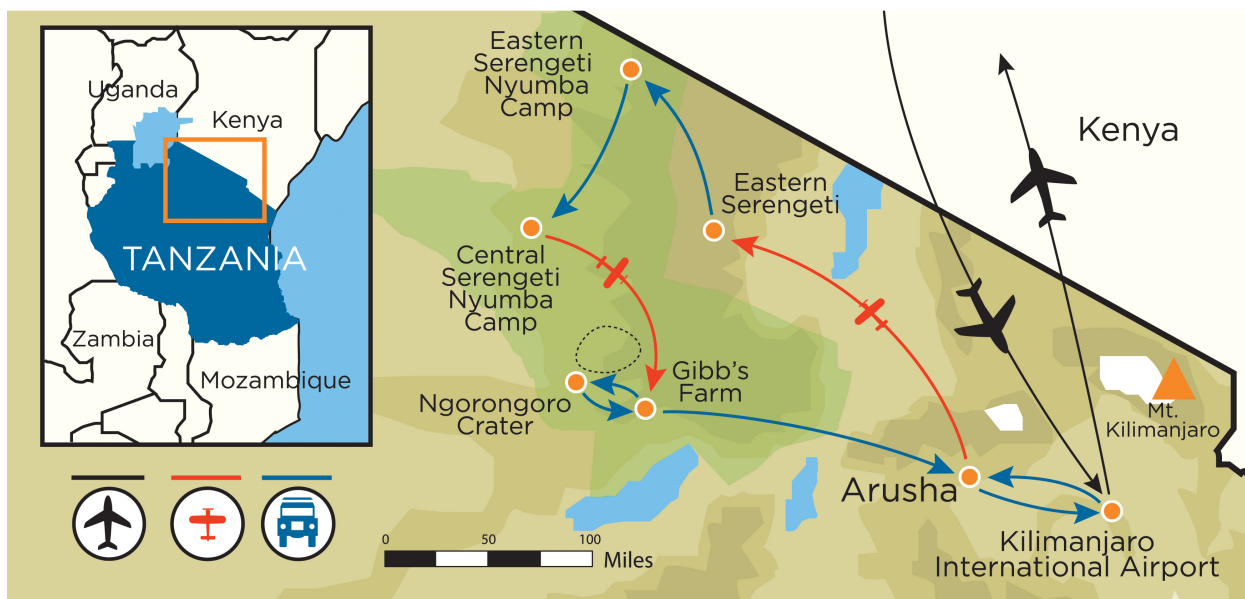 Uganda
Kenya
TANZANIA
Zambia
Mozambique
Eastern
Serengeti
Nyumba
Camp
Eastern
Serengeti
Kenya
Central
Serengeti
Nyumba
Camp
Gibb's
Farm
Ngorongoro
Crater
Mt.
Kilimanjaro
Arusha
Kilimanjaro
International Airport
0 50 100
Miles